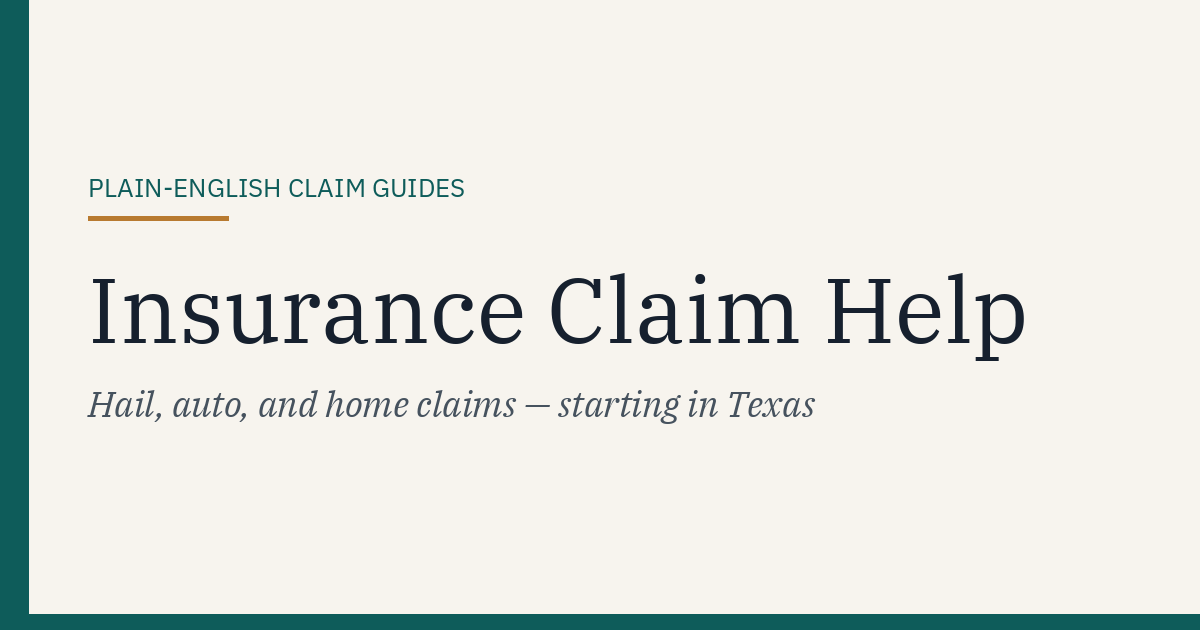 PLAIN-ENGLISH CLAIM GUIDES
Insurance Claim Help
Hail, auto, and home claims — starting in Texas